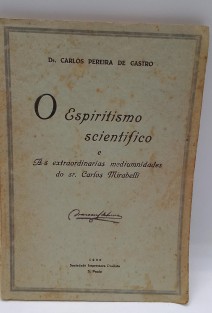 Dr. CARLOS PEREIRA DE CASTRO
O Espiritismo
scientifico
e
As extraordinarias mediumnidades
do sr. Carlos Mirabelli